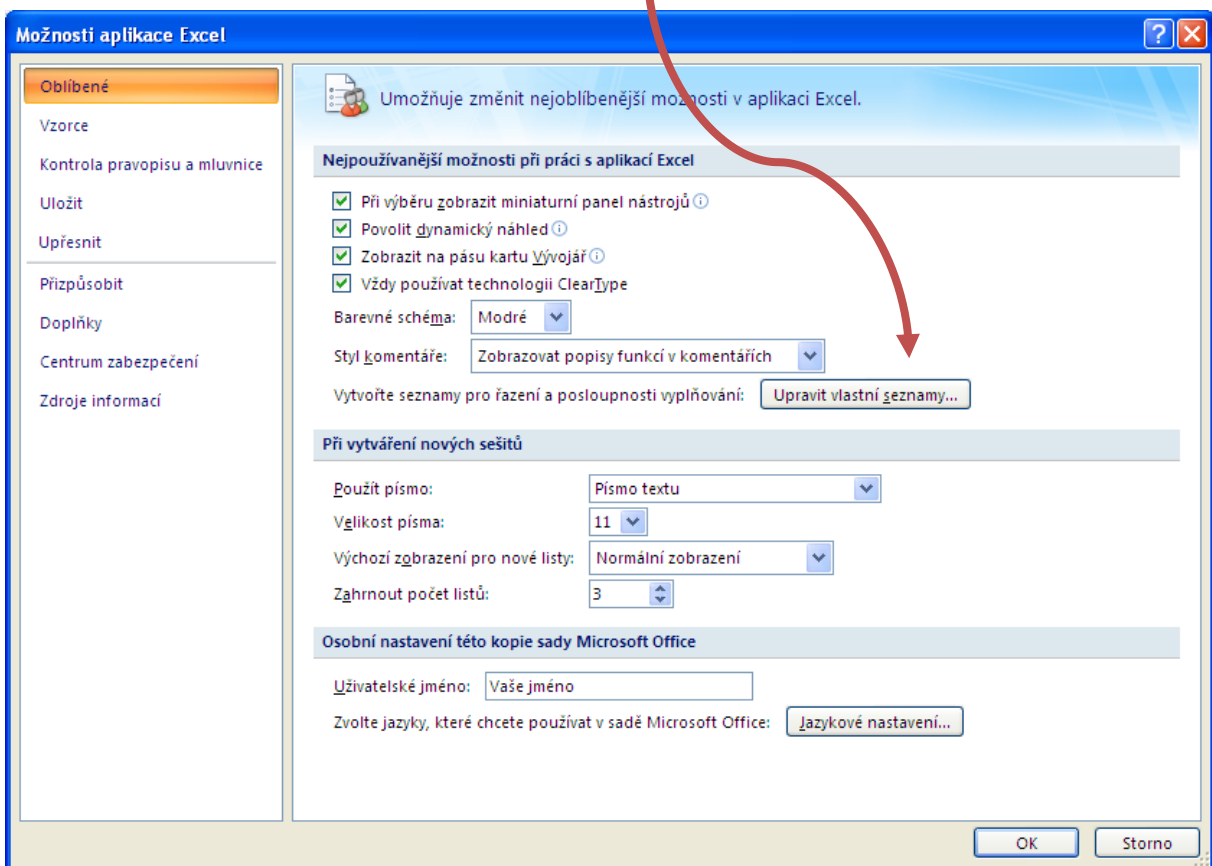 Možnosti aplikace Excel
Oblíbené
Vzorce
Kontrola pravopisu a mluvnice
Uložit
Upřesnit
Přizpůsobit
Doplňky
Centrum zabezpečení
Zdroje informací
Umožňuje změnit nejoblíbenější možnosti v aplikaci Excel.
Nejpoužívanější možnosti při práci s aplikací Excel
Při výběru zobrazit miniaturní panel nástrojů
Povolit dynamický náhled
Zobrazit na pásu kartu Vývojář
Vždy používat technologii ClearType
Barevné schéma: Modré
Styl komentáře: Zobrazovat popisy funkcí v komentářích
Vytvořte seznamy pro řazení a posloupnosti vyplňování: Upravit vlastní seznamy...
Při vytváření nových sešitů
Použít písmo: Písmo textu
Velikost písma: 11
Výchozí zobrazení pro nové listy: Normální zobrazení
Zahrnout počet listů: 3
Osobní nastavení této kopie sady Microsoft Office
Uživatelské jméno: Vaše jméno
Zvolte jazyky, které chcete používat v sadě Microsoft Office: Jazykové nastavení...
OK Storno